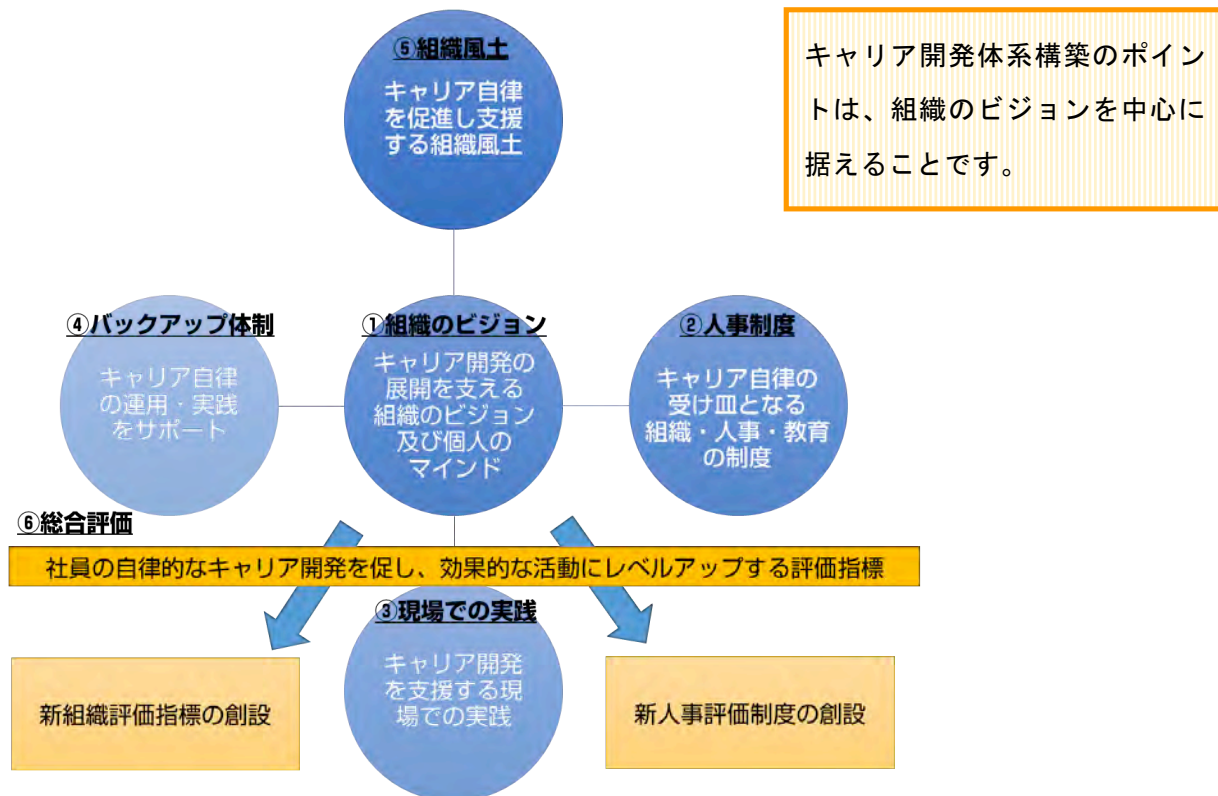 ⑤組織風土
キャリア自律
を促進し支援
する組織風土
キャリア開発体系構築のポイン
トは、組織のビジョンを中心に
据えることです。
④バックアップ体制
キャリア自律
の運用・実践
をサポート
①組織のビジョン
キャリア開発の
展開を支える
組織のビジョン
及び個人の
マインド
②人事制度
キャリア自律の
受け皿となる
組織・人事・教育
の制度
⑥総合評価
社員の自律的なキャリア開発を促し、効果的な活動にレベルアップする評価指標
③現場での実践
キャリア開発
を支援する現
場での実践
新組織評価指標の創設
新人事評価制度の創設